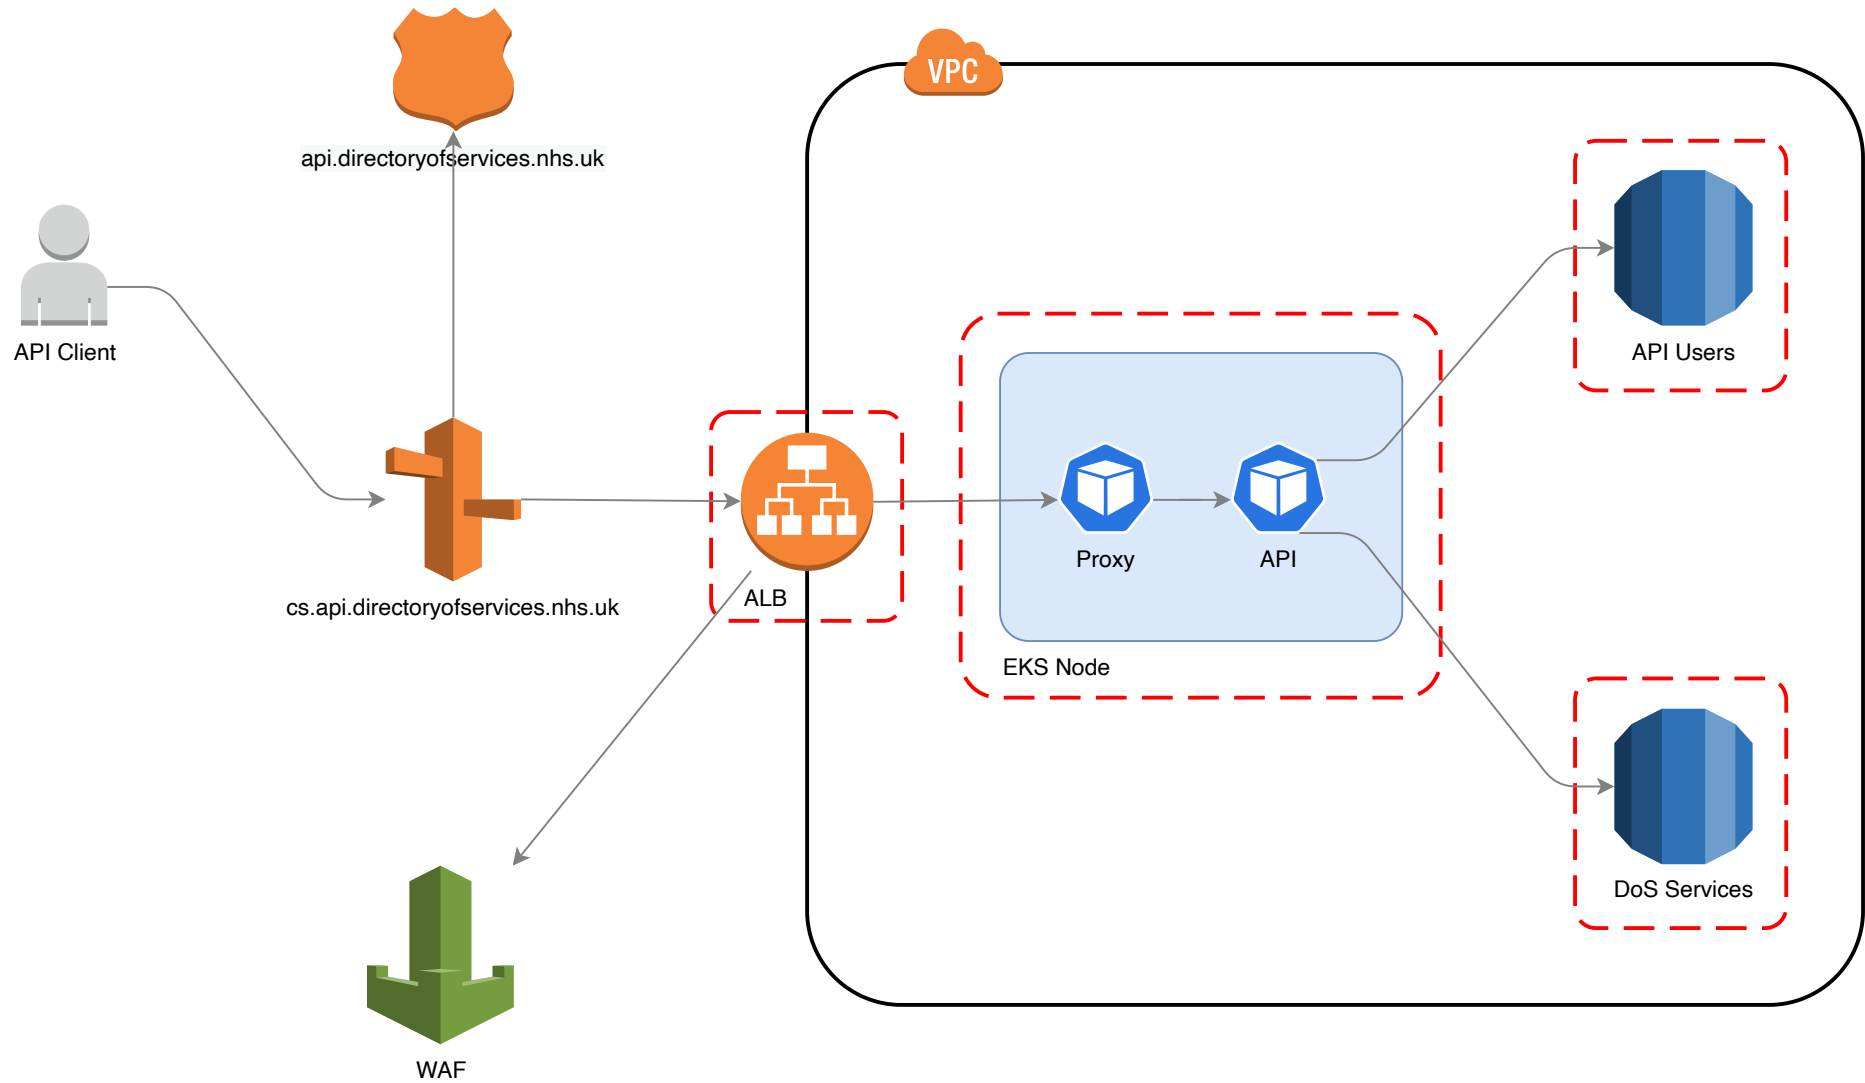 VPC
api.directoryofservices.nhs.uk
API Client
API Users
cs.api.directoryofservices.nhs.uk
ALB
Proxy
API
EKS Node
DoS Services
WAF